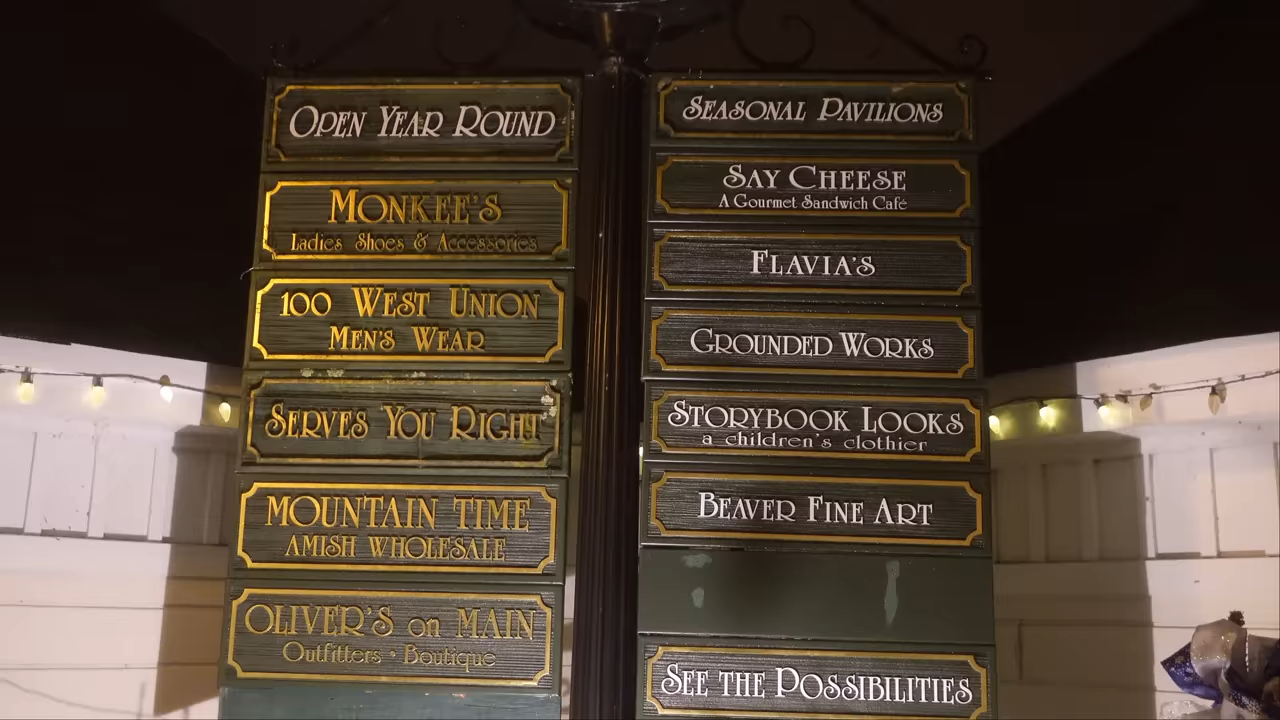 OPEN YEAR ROUND
MONKEE'S
Ladies Shoes & Accessories
100 WEST UNION
MEN'S WEAR
SERVES YOU RIGHT
MOUNTAIN TIME
AMISH WHOLESALE
OLIVER'S on MAIN
Outfitters • Boutique
SEASONAL PAVILIONS
SAY CHEESE
A Gourmet Sandwich Café
FLAVIA'S
GROUNDED WORKS
STORYBOOK LOOKS
a children's clothier
BEAVER FINE ART
SEE THE POSSIBILITIES